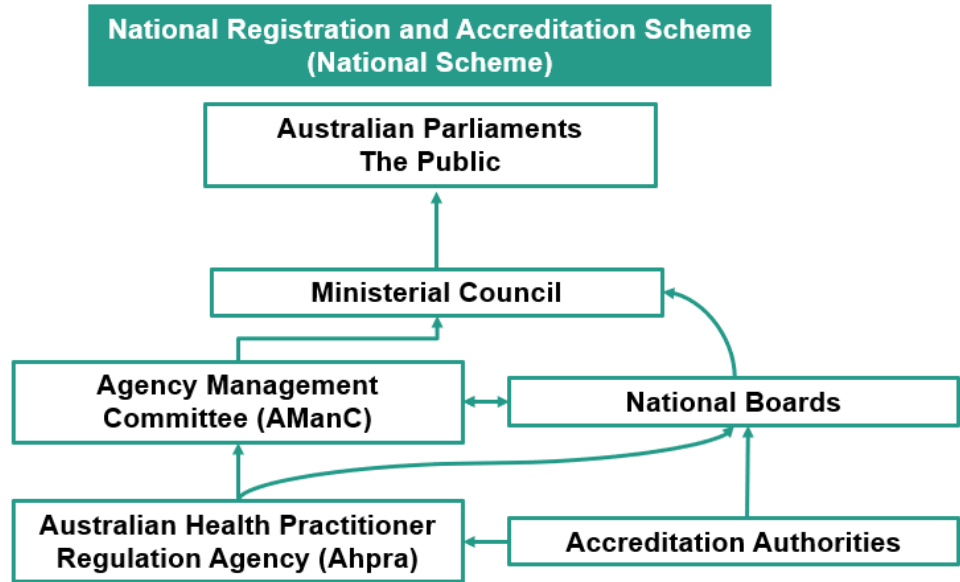 National Registration and Accreditation Scheme
(National Scheme)
Australian Parliaments
The Public
Ministerial Council
Agency Management
Committee (AManC)
National Boards
Australian Health Practitioner
Regulation Agency (Ahpra)
Accreditation Authorities